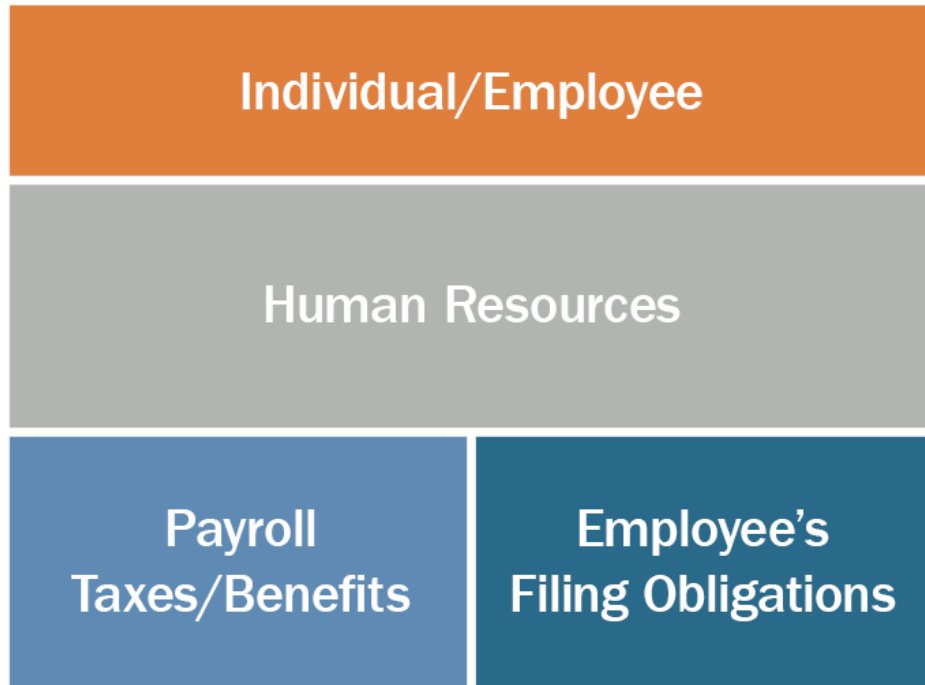 Individual/Employee
Human Resources
Payroll
Taxes/Benefits
Employee’s
Filing Obligations